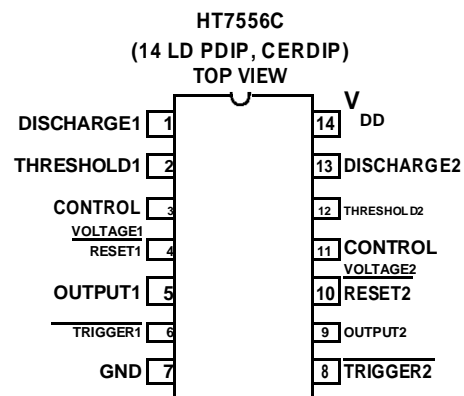 HT7556C
(14 LD PDIP, CERDIP)
TOP VIEW
DISCHARGE1 1
THRESHOLD1 2
CONTROL 3
VOLTAGE1
RESET1 4
OUTPUT1 5
TRIGGER1 6
GND 7
14 VDD
13 DISCHARGE2
12 THRESHOLD2
11 CONTROL
VOLTAGE2
10 RESET2
9 OUTPUT2
8 TRIGGER2